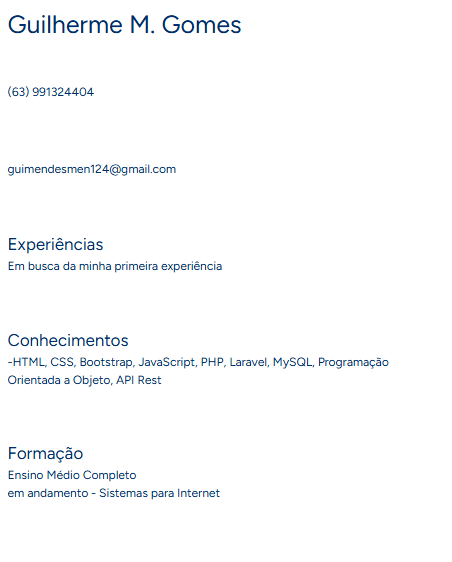 Guilherme M. Gomes
(63) 991324404
guimendesmen124@gmail.com
Experiências
Em busca da minha primeira experiência
Conhecimentos
-HTML, CSS, Bootstrap, JavaScript, PHP, Laravel, MySQL, Programação
Orientada a Objeto, API Rest
Formação
Ensino Médio Completo
em andamento - Sistemas para Internet